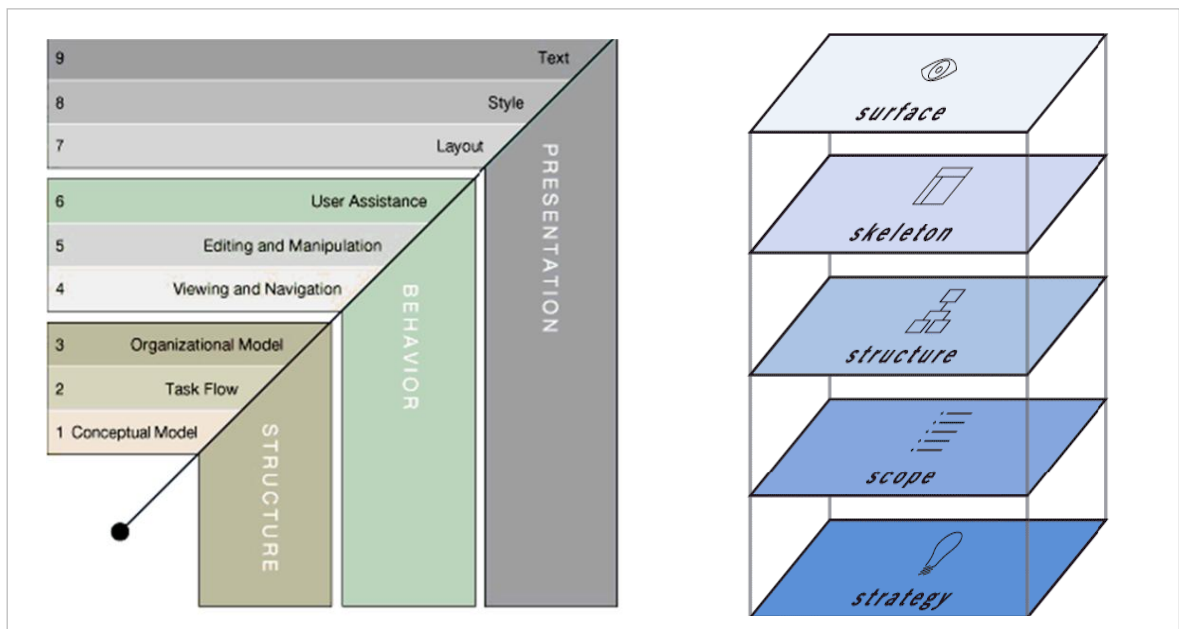 9 Text
8 Style
7 Layout
6 User Assistance
5 Editing and Manipulation
4 Viewing and Navigation
3 Organizational Model
2 Task Flow
1 Conceptual Model
STRUCTURE
BEHAVIOR
PRESENTATION
surface
skeleton
structure
scope
strategy